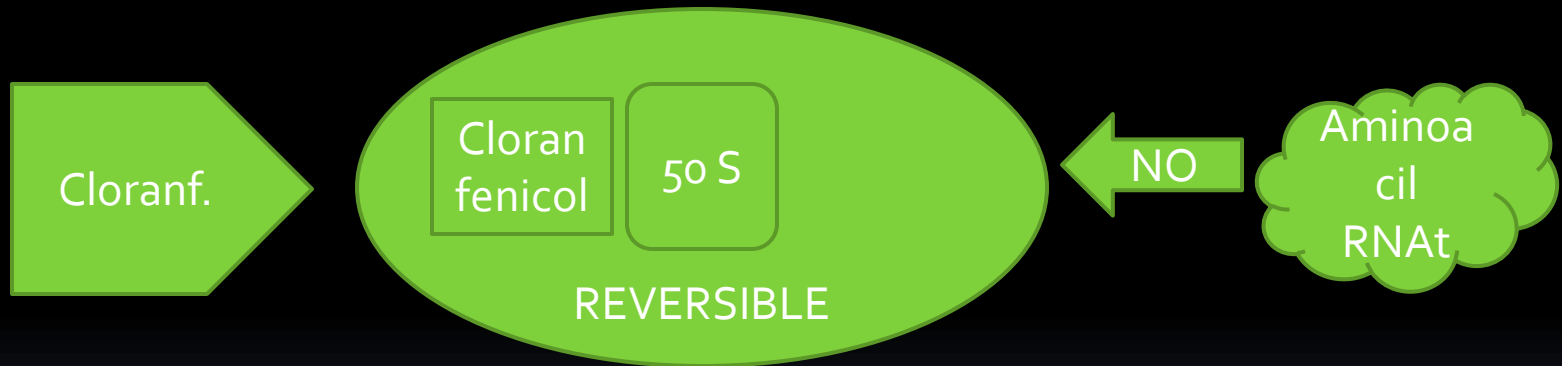 Cloranf.
Cloran
fenicol
50 S
REVERSIBLE
NO
Aminoa
cil
RNAt